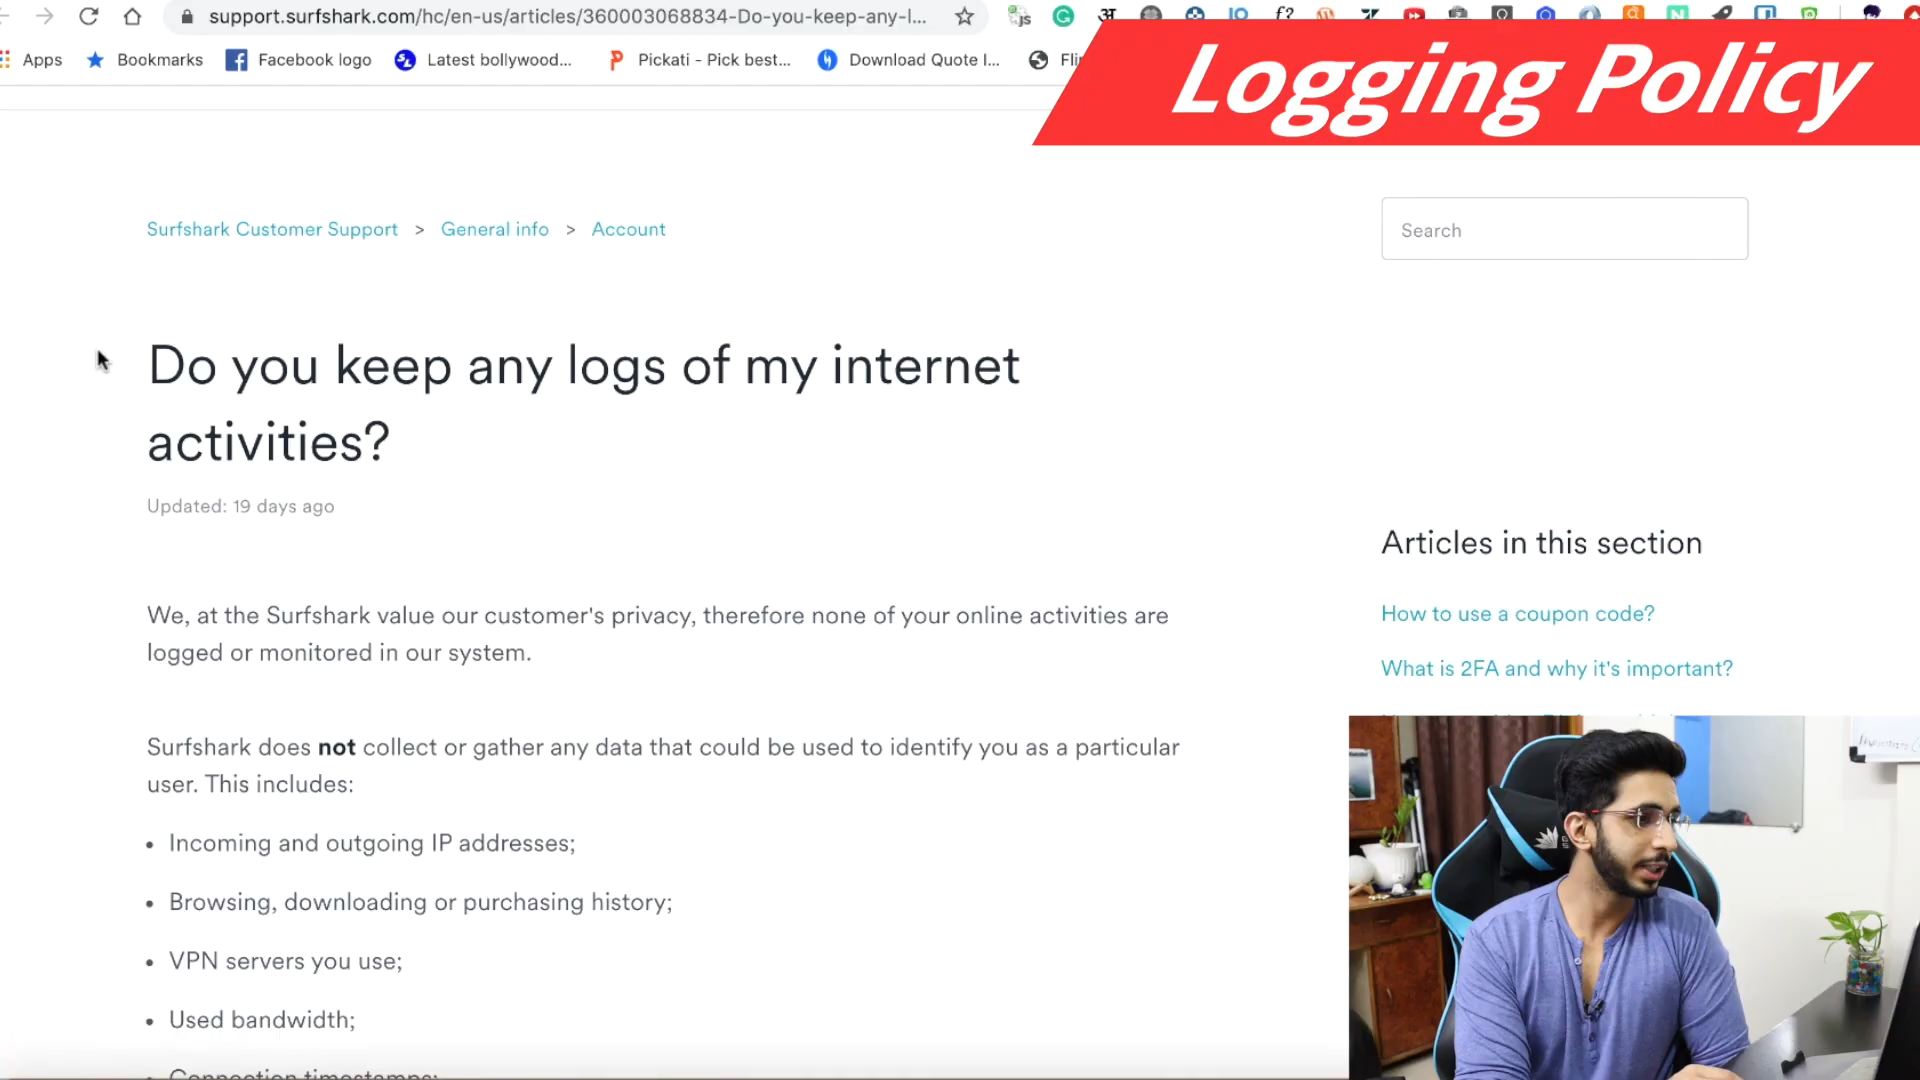 support.surfshark.com/hc/en-us/articles/360003068834-Do-you-keep-any-l...
Apps
Bookmarks
Facebook logo
Latest bollywood...
Pickati - Pick best...
Download Quote I...
Logging Policy
Surfshark Customer Support > General info > Account
Search
Do you keep any logs of my internet
activities?
Updated: 19 days ago
We, at the Surfshark value our customer's privacy, therefore none of your online activities are
logged or monitored in our system.
Surfshark does not collect or gather any data that could be used to identify you as a particular
user. This includes:
• Incoming and outgoing IP addresses;
• Browsing, downloading or purchasing history;
• VPN servers you use;
• Used bandwidth;
• Connection timestamps;
Articles in this section
How to use a coupon code?
What is 2FA and why it's important?